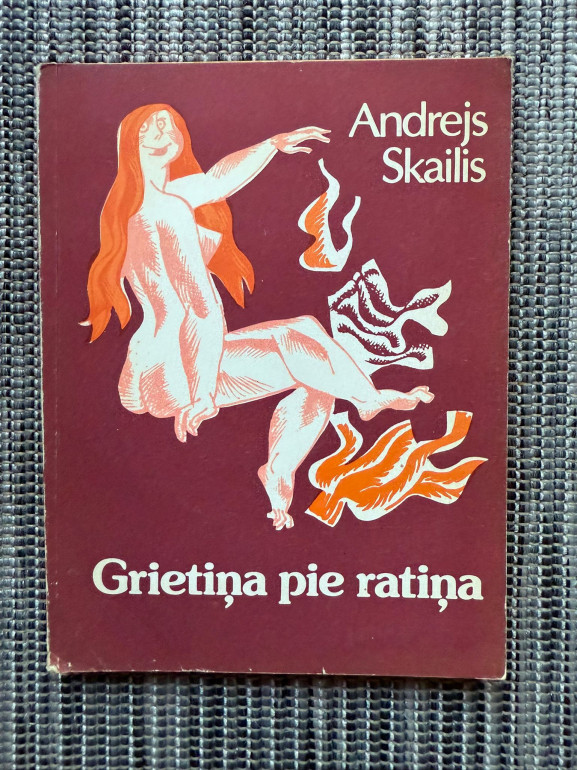 Andrejs
Skailis
Grietiņa pie ratiņa